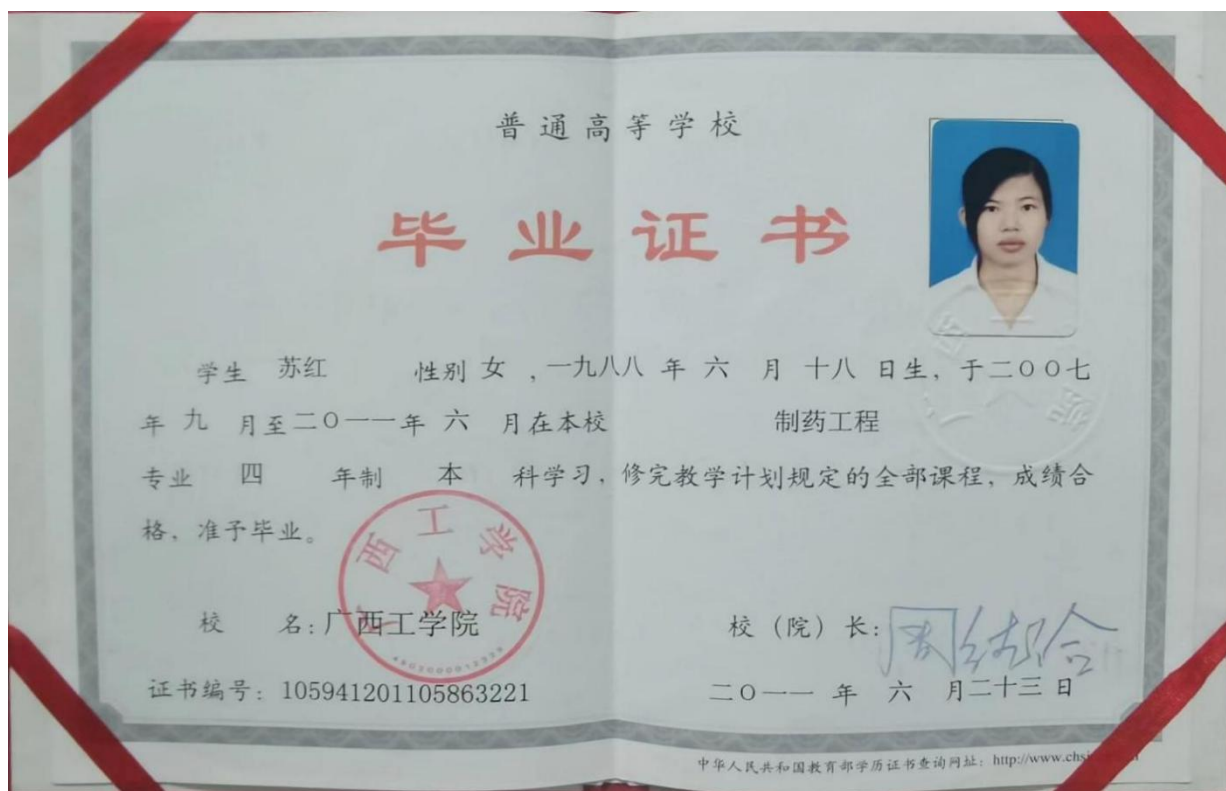 普通高等学校
毕业证书
学生 苏红 性别 女 ，一九八八 年 六 月 十八 日生，于二〇〇七
年 九 月至二〇一一年 六 月在本校 制药工程
专业 四 年制 本 科学习，修完教学计划规定的全部课程，成绩合
格，准予毕业。
广西工学院
校 名：广西工学院
校（院）长：
证书编号：105941201105863221
二〇一一 年 六 月二十三 日
中华人民共和国教育部学历证书查询网址：http://www.chsi